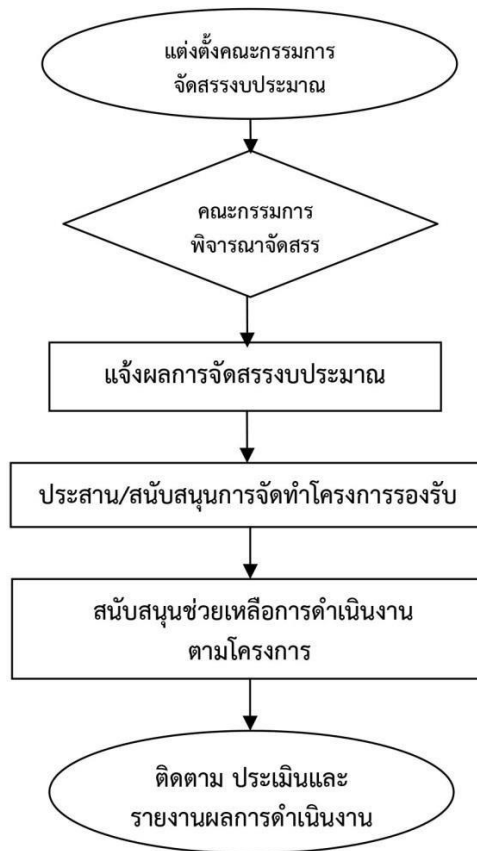 แต่งตั้งคณะกรรมการ
จัดสรรงบประมาณ
คณะกรรมการ
พิจารณาจัดสรร
แจ้งผลการจัดสรรงบประมาณ
ประสาน/สนับสนุนการจัดทำโครงการรองรับ
สนับสนุนช่วยเหลือการดำเนินงาน
ตามโครงการ
ติดตาม ประเมินและ
รายงานผลการดำเนินงาน